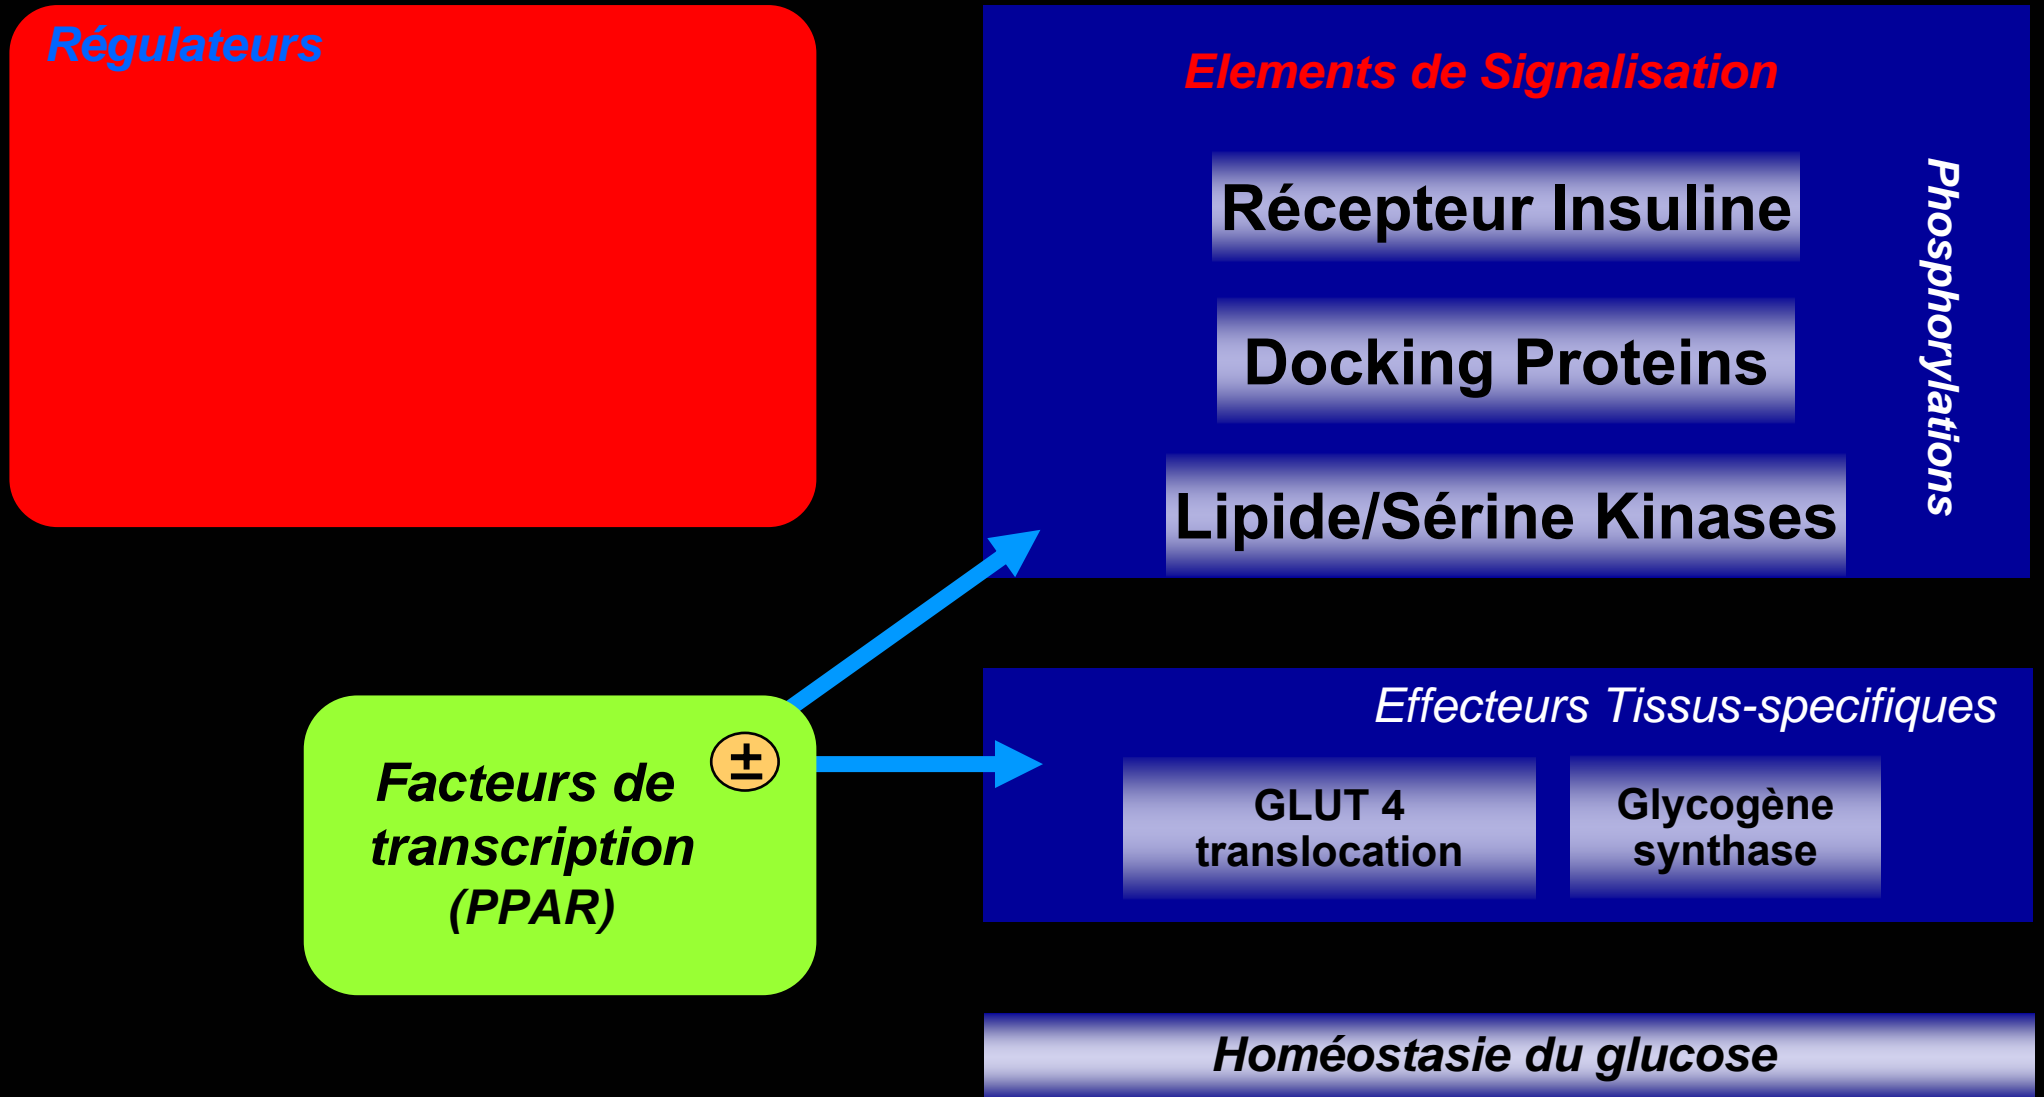 Régulateurs
Elements de Signalisation
Récepteur Insuline
Docking Proteins
Lipide/Sérine Kinases
Phosphorylations
Facteurs de
transcription
(PPAR)
±
Effecteurs Tissus-specifiques
GLUT 4
translocation
Glycogène
synthase
Homéostasie du glucose